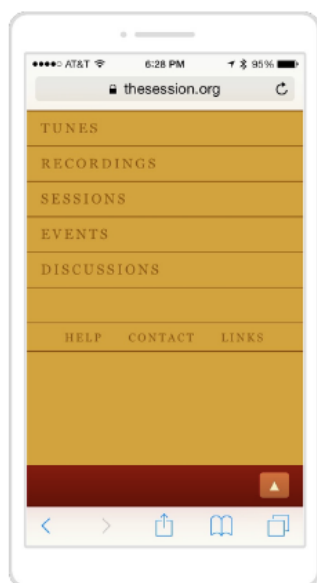 AT&T 6:28 PM 95%
thesession.org
TUNES
RECORDINGS
SESSIONS
EVENTS
DISCUSSIONS
HELP CONTACT LINKS